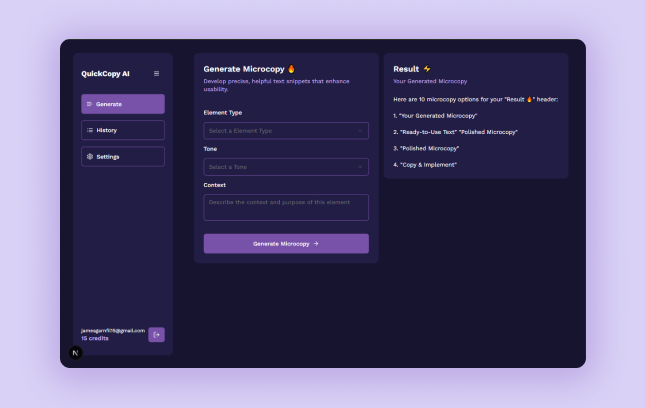 QuickCopy AI
Generate
History
Settings
15 credits
N
Generate Microcopy 🔥
Develop precise, helpful text snippets that enhance
usability.
Element Type
Select a Element Type
Tone
Select a Tone
Context
Describe the context and purpose of this element
Generate Microcopy →
Result ⚡
Your Generated Microcopy
Here are 10 microcopy options for your "Result 🔥" header:
1. "Your Generated Microcopy"
2. "Ready-to-Use Text" "Polished Microcopy"
3. "Polished Microcopy"
4. "Copy & Implement"